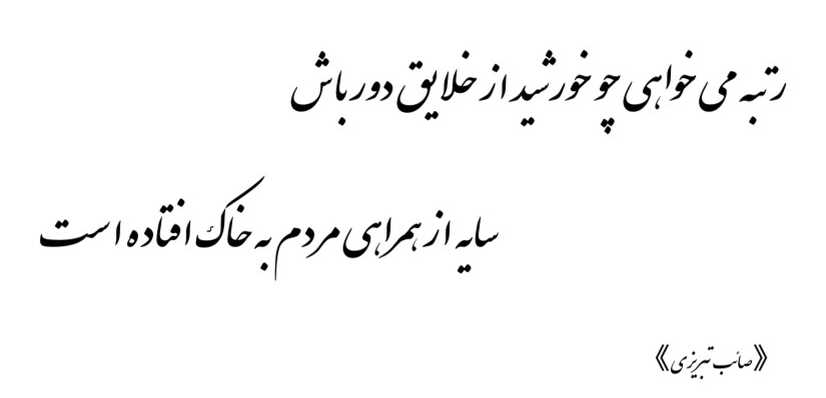 رتبه می خواهی چو خورشید از خلایق دور باش
سایه از همراهی مردم به خاک افتاده است
《صائب تبریزی》